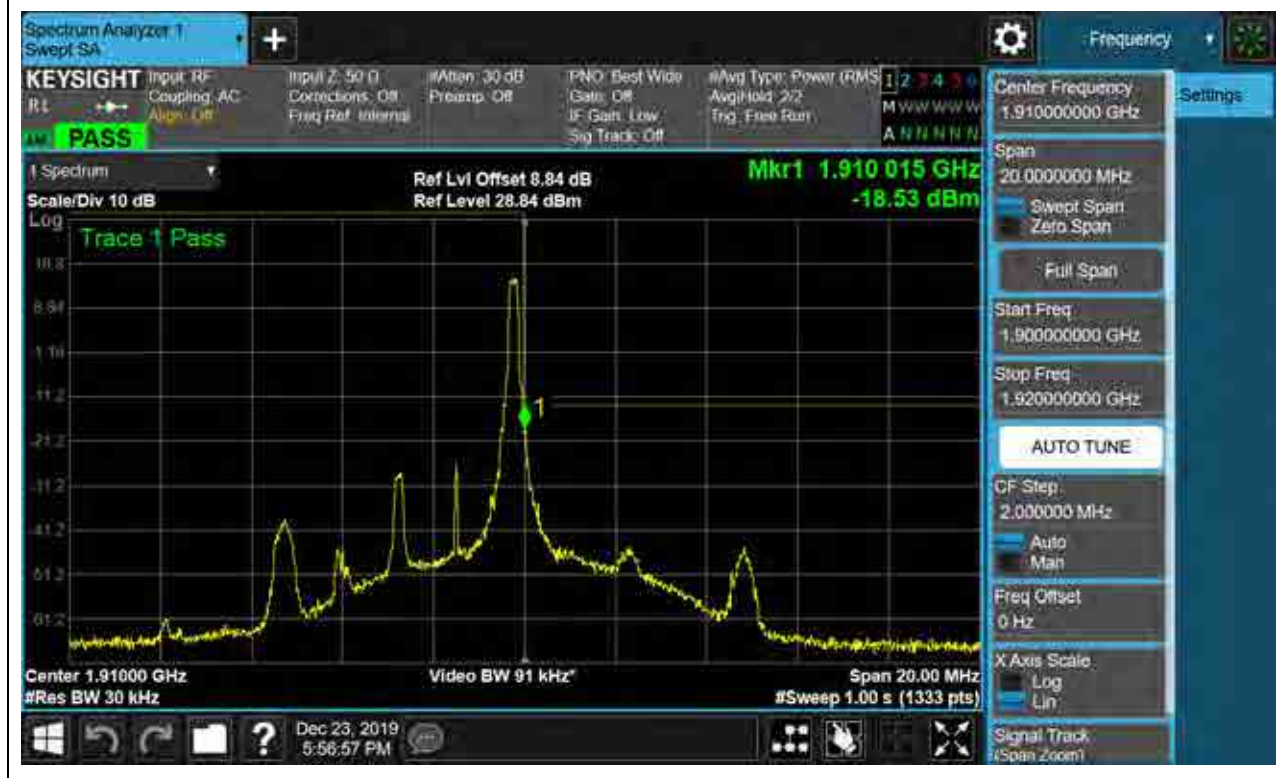 Spectrum Analyzer 1
Swept SA
+
Frequency
KEYSIGHT
RL
PASS
Input: RF
Coupling: AC
Align: Off
Input Z: 50 Ω
Corrections: Off
Freq Ref: Internal
#Atten: 30 dB
Preamp: Off
PNO: Best Wide
Gate: Off
IF Gain: Low
Sig Track: Off
#Avg Type: Power (RMS
Avg|Hold: 2/2
Trig: Free Run
1 2 3 4 5 6
M W W W W W
A N N N N N
1 Spectrum
Scale/Div 10 dB
Log
Ref Lvl Offset 8.84 dB
Ref Level 28.84 dBm
Mkr1 1.910 015 GHz
-18.53 dBm
Trace 1 Pass
18.8
8.84
-1.16
-11.2
-21.2
-31.2
-41.2
-51.2
-61.2
1
Center 1.91000 GHz
#Res BW 30 kHz
Video BW 91 kHz*
Span 20.00 MHz
#Sweep 1.00 s (1333 pts)
Center Frequency
1.910000000 GHz
Settings
Span
20.0000000 MHz
Swept Span
Zero Span
Full Span
Start Freq
1.900000000 GHz
Stop Freq
1.920000000 GHz
AUTO TUNE
CF Step
2.000000 MHz
Auto
Man
Freq Offset
0 Hz
X Axis Scale
Log
Lin
Signal Track
(Span Zoom)
?
Dec 23, 2019
5:56:57 PM